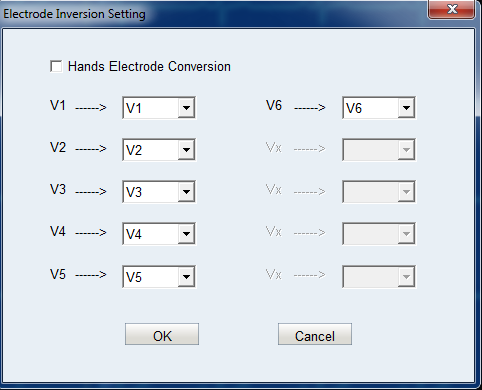 Electrode Inversion Setting
Hands Electrode Conversion
V1 ------> V1 V6 ------> V6
V2 ------> V2 Vx ------>
V3 ------> V3 Vx ------>
V4 ------> V4 Vx ------>
V5 ------> V5 Vx ------>
OK Cancel